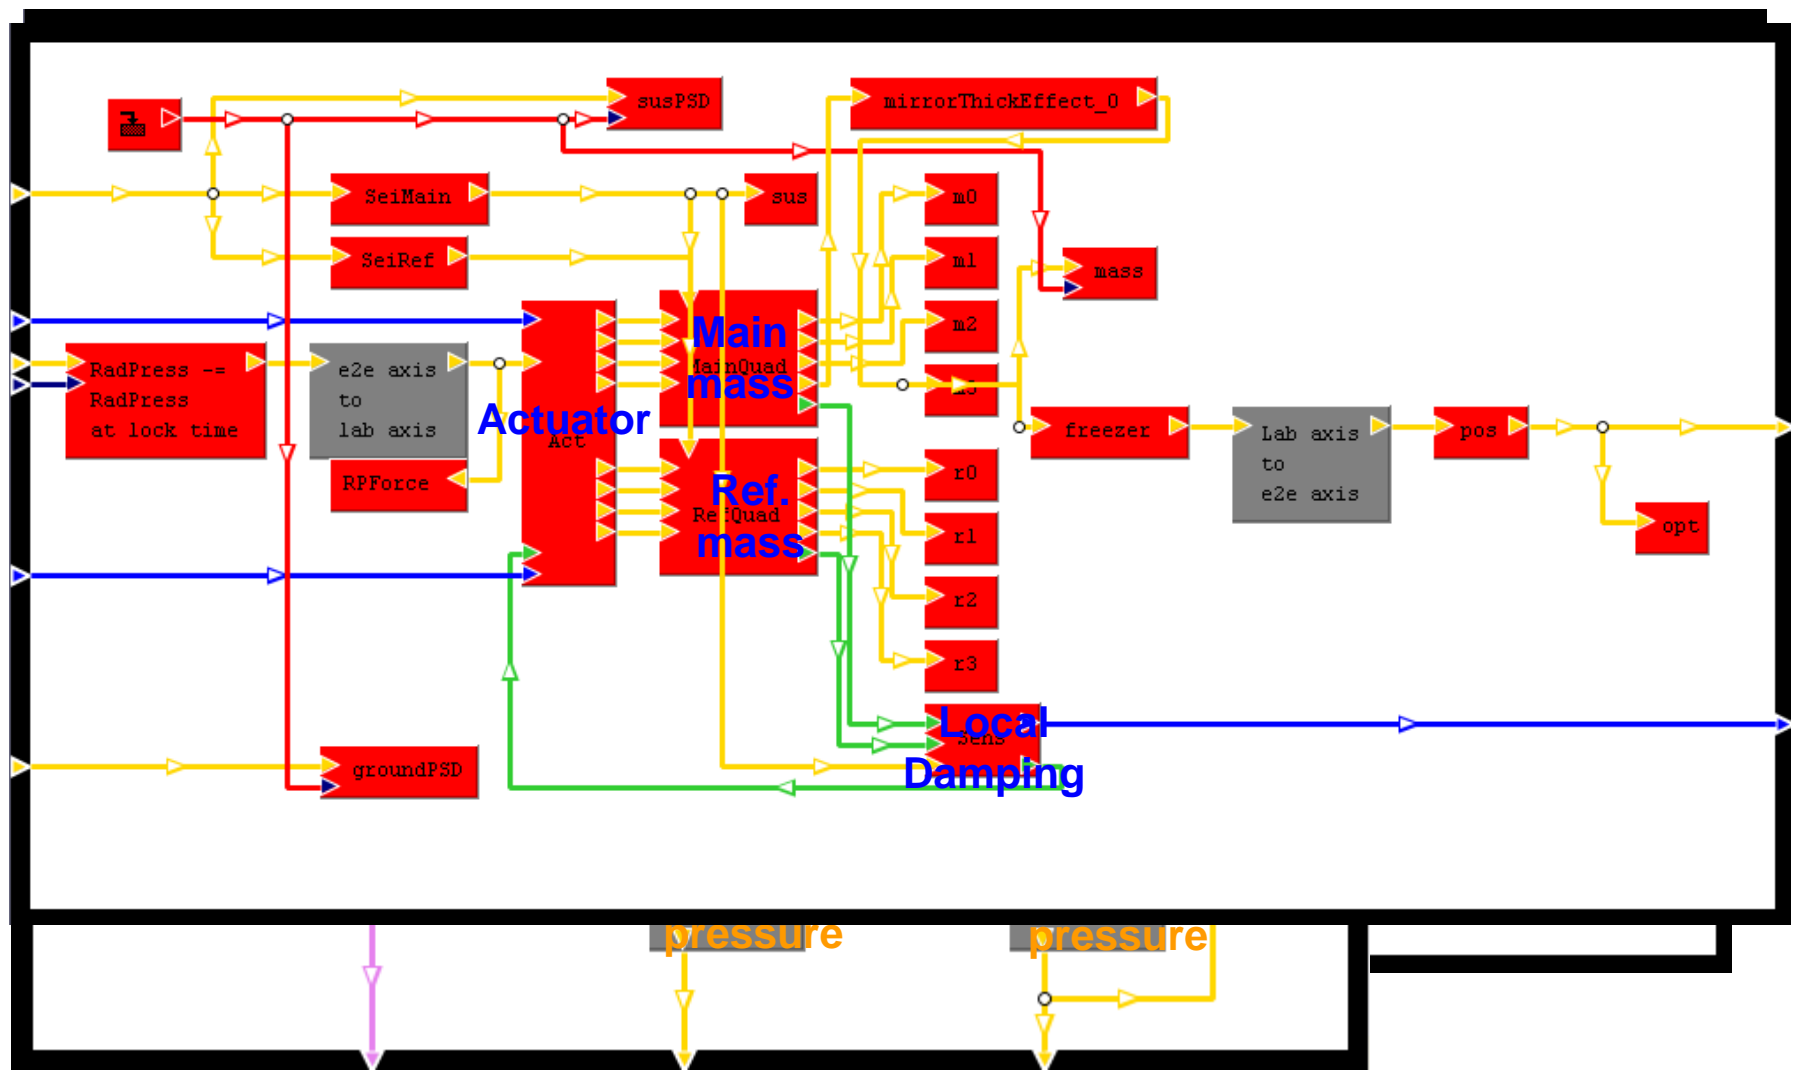 susPSD
mirrorThickEffect_0
SeiMain
sus
m0
SeiRef
m1
mass
m2
RadPress -=
RadPress
at lock time
e2e axis
to
lab axis
Main
MainQuad
mass
Actuator
Act
freezer
Lab axis
to
e2e axis
pos
RPForce
r0
Ref.
RefQuad
mass
r1
opt
r2
r3
Local
Sens
Damping
groundPSD
pressure
pressure